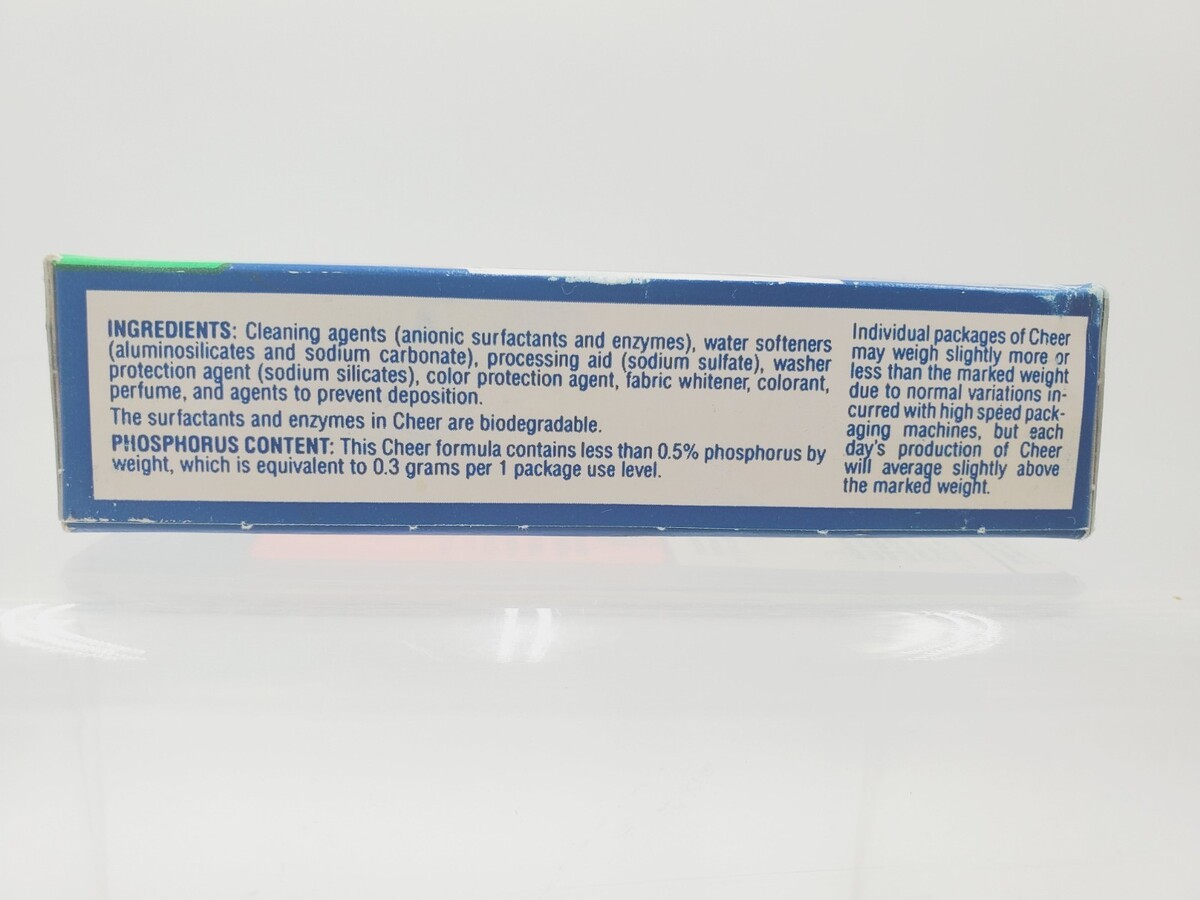 INGREDIENTS: Cleaning agents (anionic surfactants and enzymes), water softeners
(aluminosilicates and sodium carbonate), processing aid (sodium sulfate), washer
protection agent (sodium silicates), color protection agent, fabric whitener, colorant,
perfume, and agents to prevent deposition.
The surfactants and enzymes in Cheer are biodegradable.
PHOSPHORUS CONTENT: This Cheer formula contains less than 0.5% phosphorus by
weight, which is equivalent to 0.3 grams per 1 package use level.
Individual packages of Cheer
may weigh slightly more or
less than the marked weight
due to normal variations in-
curred with high speed pack-
aging machines, but each
day's production of Cheer
will average slightly above
the marked weight.